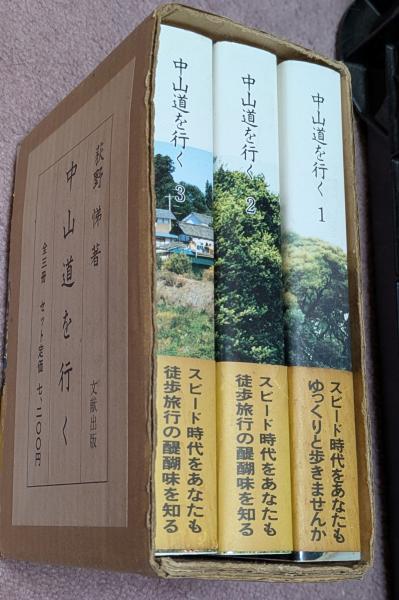 萩野悌著
中山道を行く
全三冊 セット定価 七、二〇〇円
文献出版
中山道を行く 3
スピード時代をあなたも
徒歩旅行の醍醐味を知る
中山道を行く 2
スピード時代をあなたも
徒歩旅行の醍醐味を知る
中山道を行く 1
スピード時代をあなたも
ゆっくりと歩きませんか